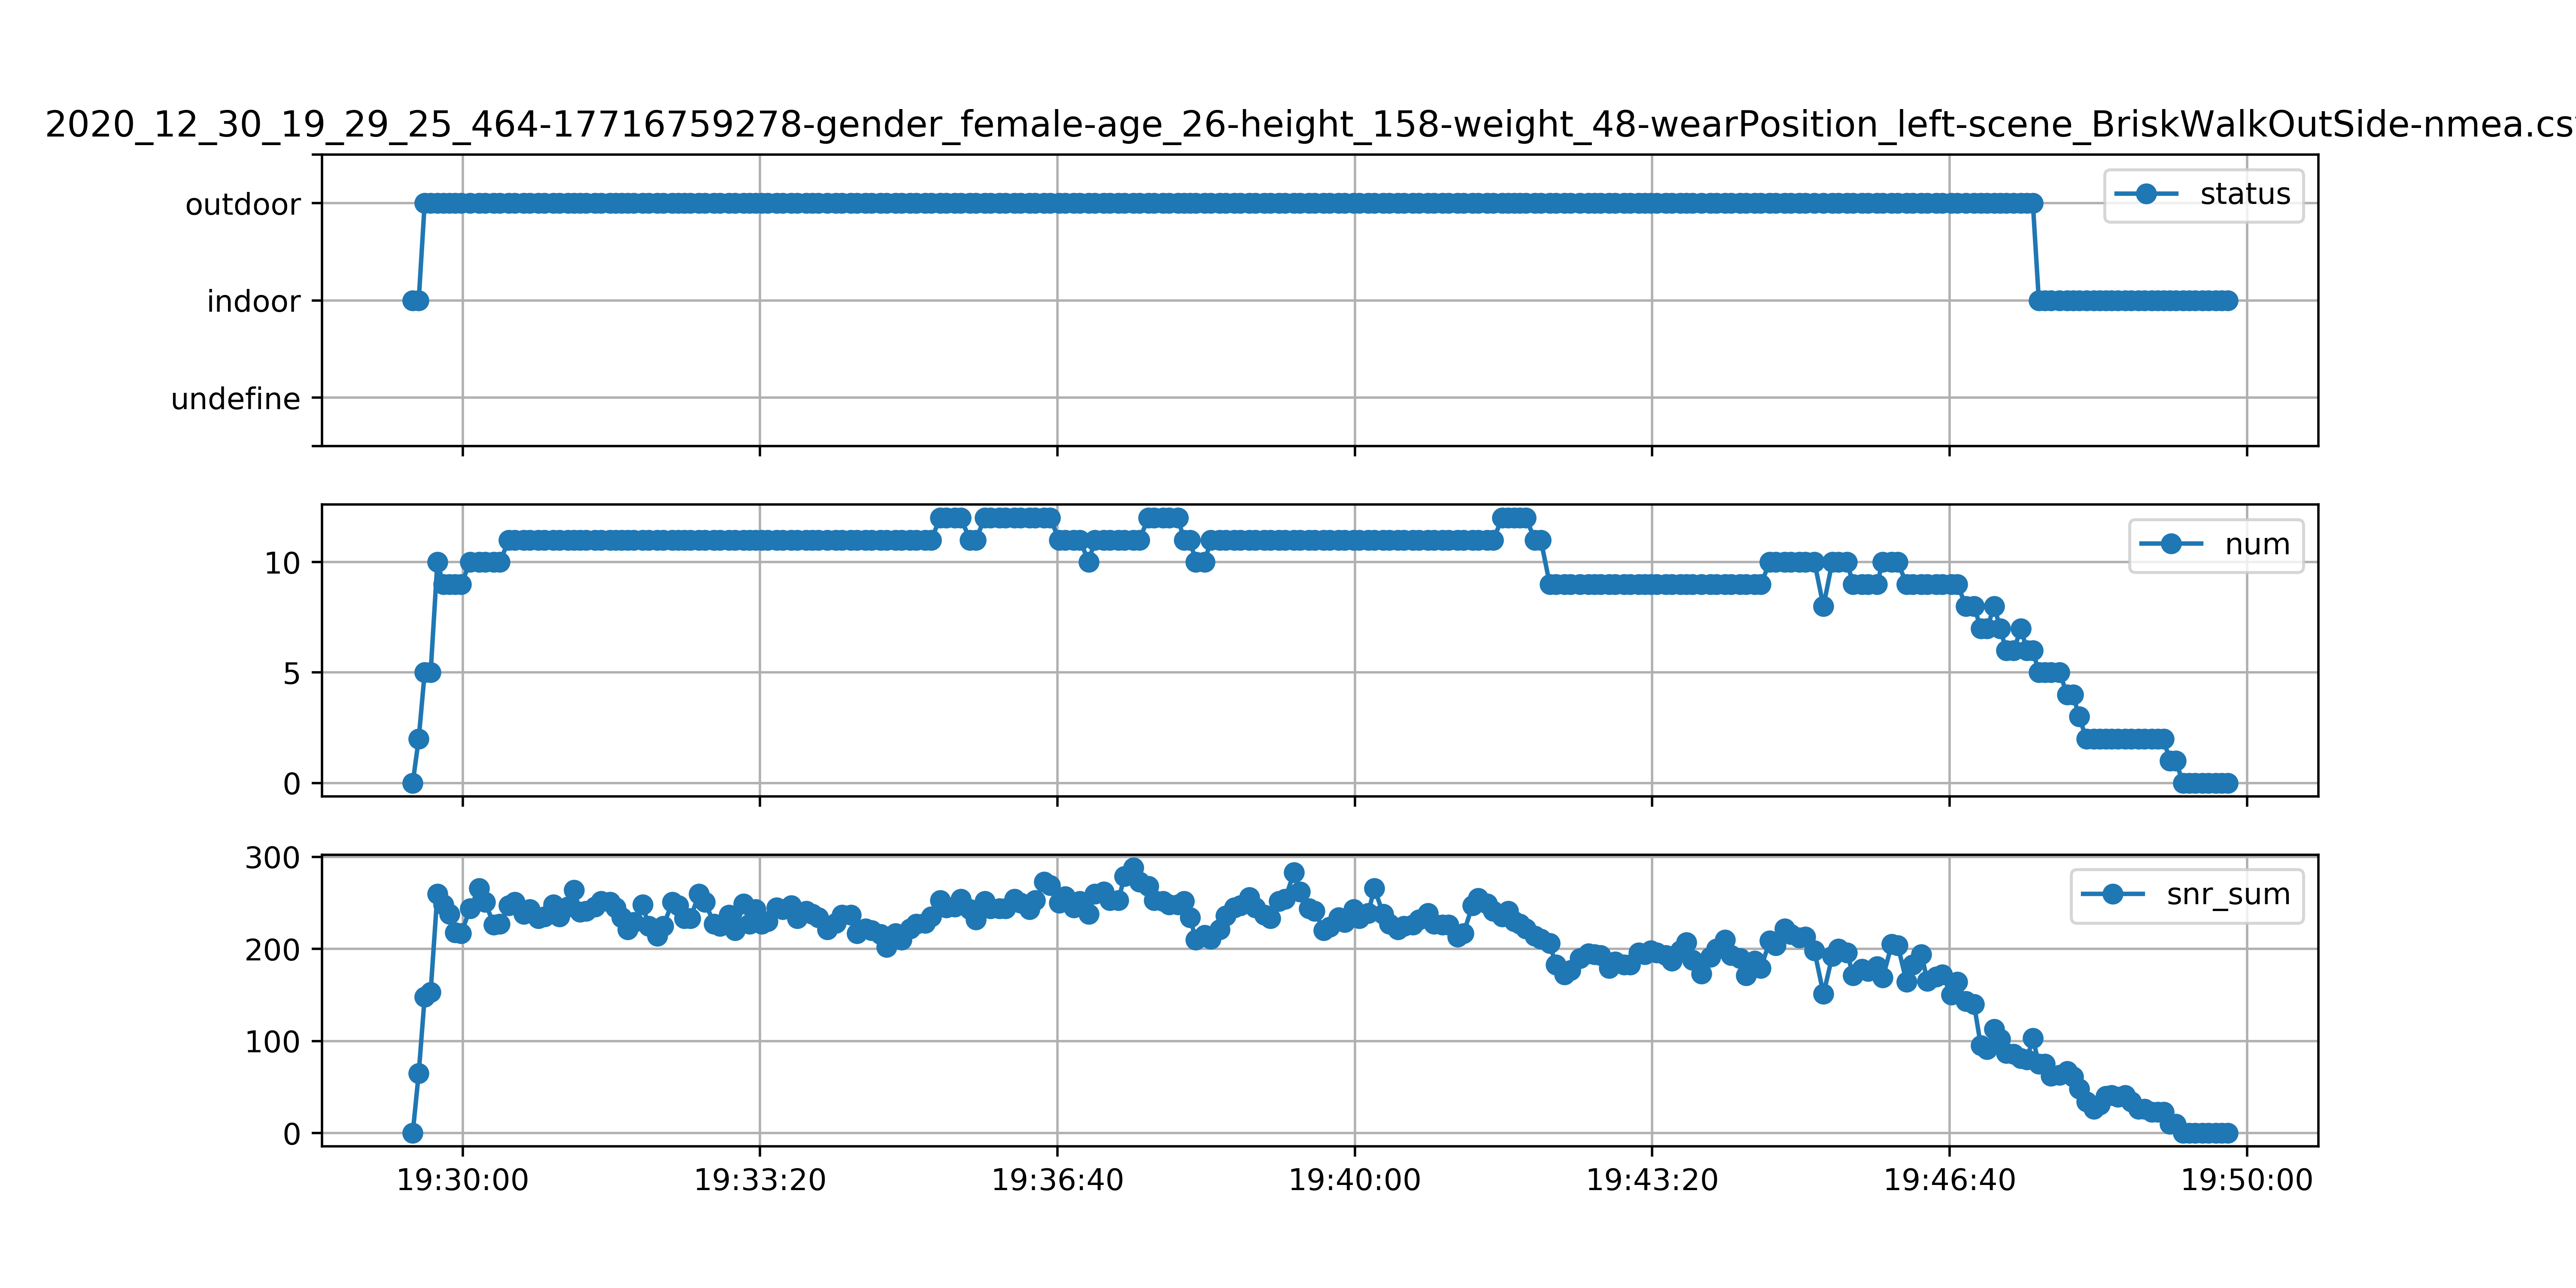 2020_12_30_19_29_25_464-17716759278-gender_female-age_26-height_158-weight_48-wearPosition_left-scene_BriskWalkOutSide-nmea.cs
outdoor
indoor
undefine
status
10
5
0
num
300
200
100
0
snr_sum
19:30:00 19:33:20 19:36:40 19:40:00 19:43:20 19:46:40 19:50:00